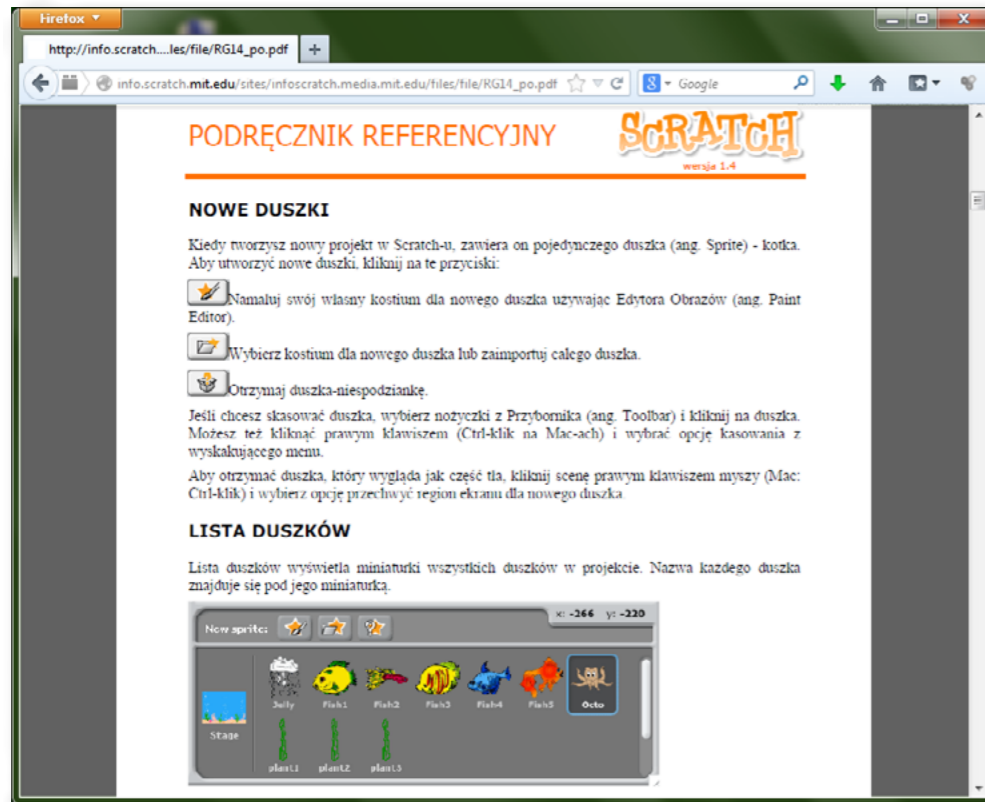 Firefox
http://info.scratch....les/file/RG14_po.pdf
info.scratch.mit.edu/sites/infoscratch.media.mit.edu/files/file/RG14_po.pdf
Google
PODRĘCZNIK REFERENCYJNY
SCRATCH
wersja 1.4
NOWE DUSZKI
Kiedy tworzysz nowy projekt w Scratch-u, zawiera on pojedynczego duszka (ang. Sprite) - kotka.
Aby utworzyć nowe duszki, kliknij na te przyciski:
Namaluj swój własny kostium dla nowego duszka używając Edytora Obrazów (ang. Paint
Editor).
Wybierz kostium dla nowego duszka lub zaimportuj całego duszka.
Otrzymaj duszka-niespodziankę.
Jeśli chcesz skasować duszka, wybierz nożyczki z Przybornika (ang. Toolbar) i kliknij na duszka.
Możesz też kliknąć prawym klawiszem (Ctrl-klik na Mac-ach) i wybrać opcję kasowania z
wyskakującego menu.
Aby otrzymać duszka, który wygląda jak część tła, kliknij scenę prawym klawiszem myszy (Mac:
Ctrl-klik) i wybierz opcję przechwyć region ekranu dla nowego duszka.
LISTA DUSZKÓW
Lista duszków wyświetla miniaturki wszystkich duszków w projekcie. Nazwa każdego duszka
znajduje się pod jego miniaturką.
x: -266 y: -220
New sprite:
Jelly Fish1 Fish2 Fish3 Fish4 Fish5 Octo
Stage
plant1 plant2 plant3